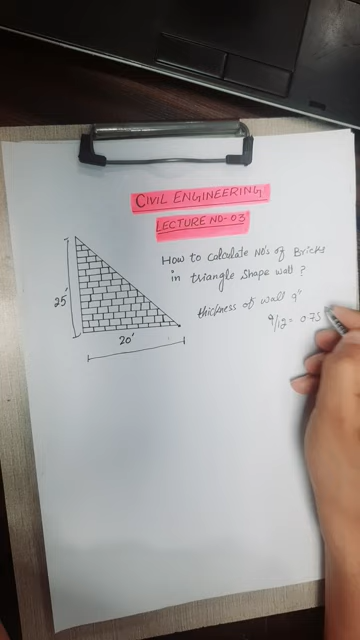 CIVIL ENGINEERING
LECTURE NO-03
How to calculate No's of Bricks
in triangle shape wall ?
thickness of wall 9"
9/12 = 0.75
25'
20'